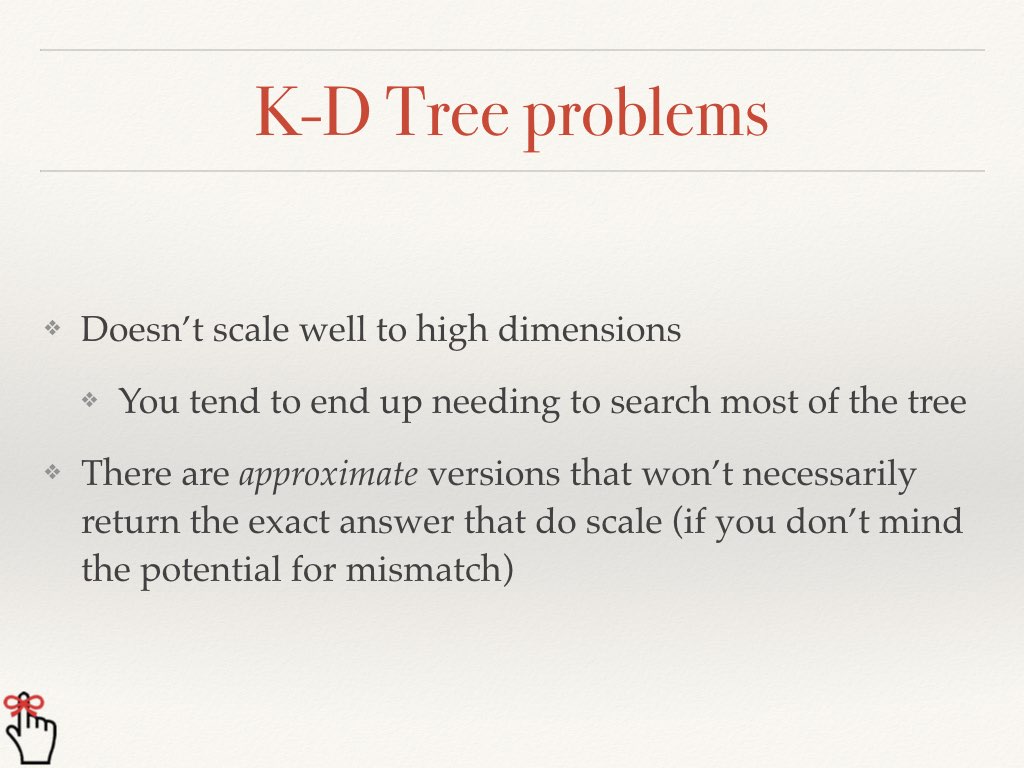 K-D Tree problems
❖ Doesn’t scale well to high dimensions
❖ You tend to end up needing to search most of the tree
❖ There are approximate versions that won’t necessarily
return the exact answer that do scale (if you don’t mind
the potential for mismatch)